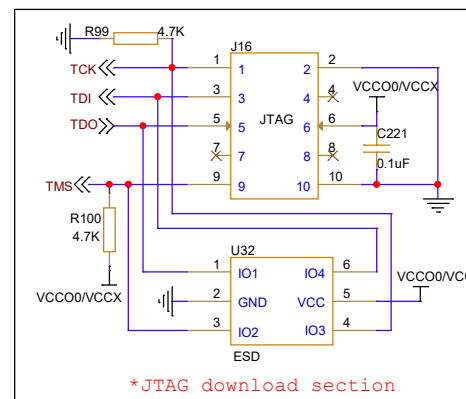 R99 4.7K
J16
TCK 1 1 2 2
VCCO0/VCCX
TDI 3 3 4 4
TDO 5 5 JTAG 6 6
C221
0.1uF
7 7 8 8
TMS 9 9 10 10
R100
4.7K
U32
VCCO0/VCCX
1 IO1 IO4 6
2 GND VCC 5
VCCO0/VC
3 IO2 IO3 4
ESD
*JTAG download section